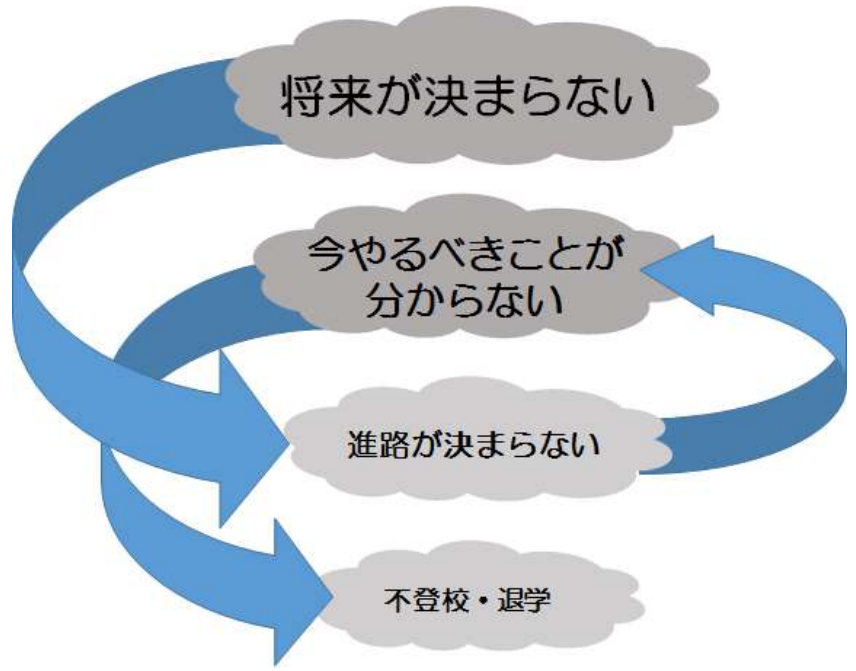 将来が決まらない
今やるべきことが
分からない
進路が決まらない
不登校・退学